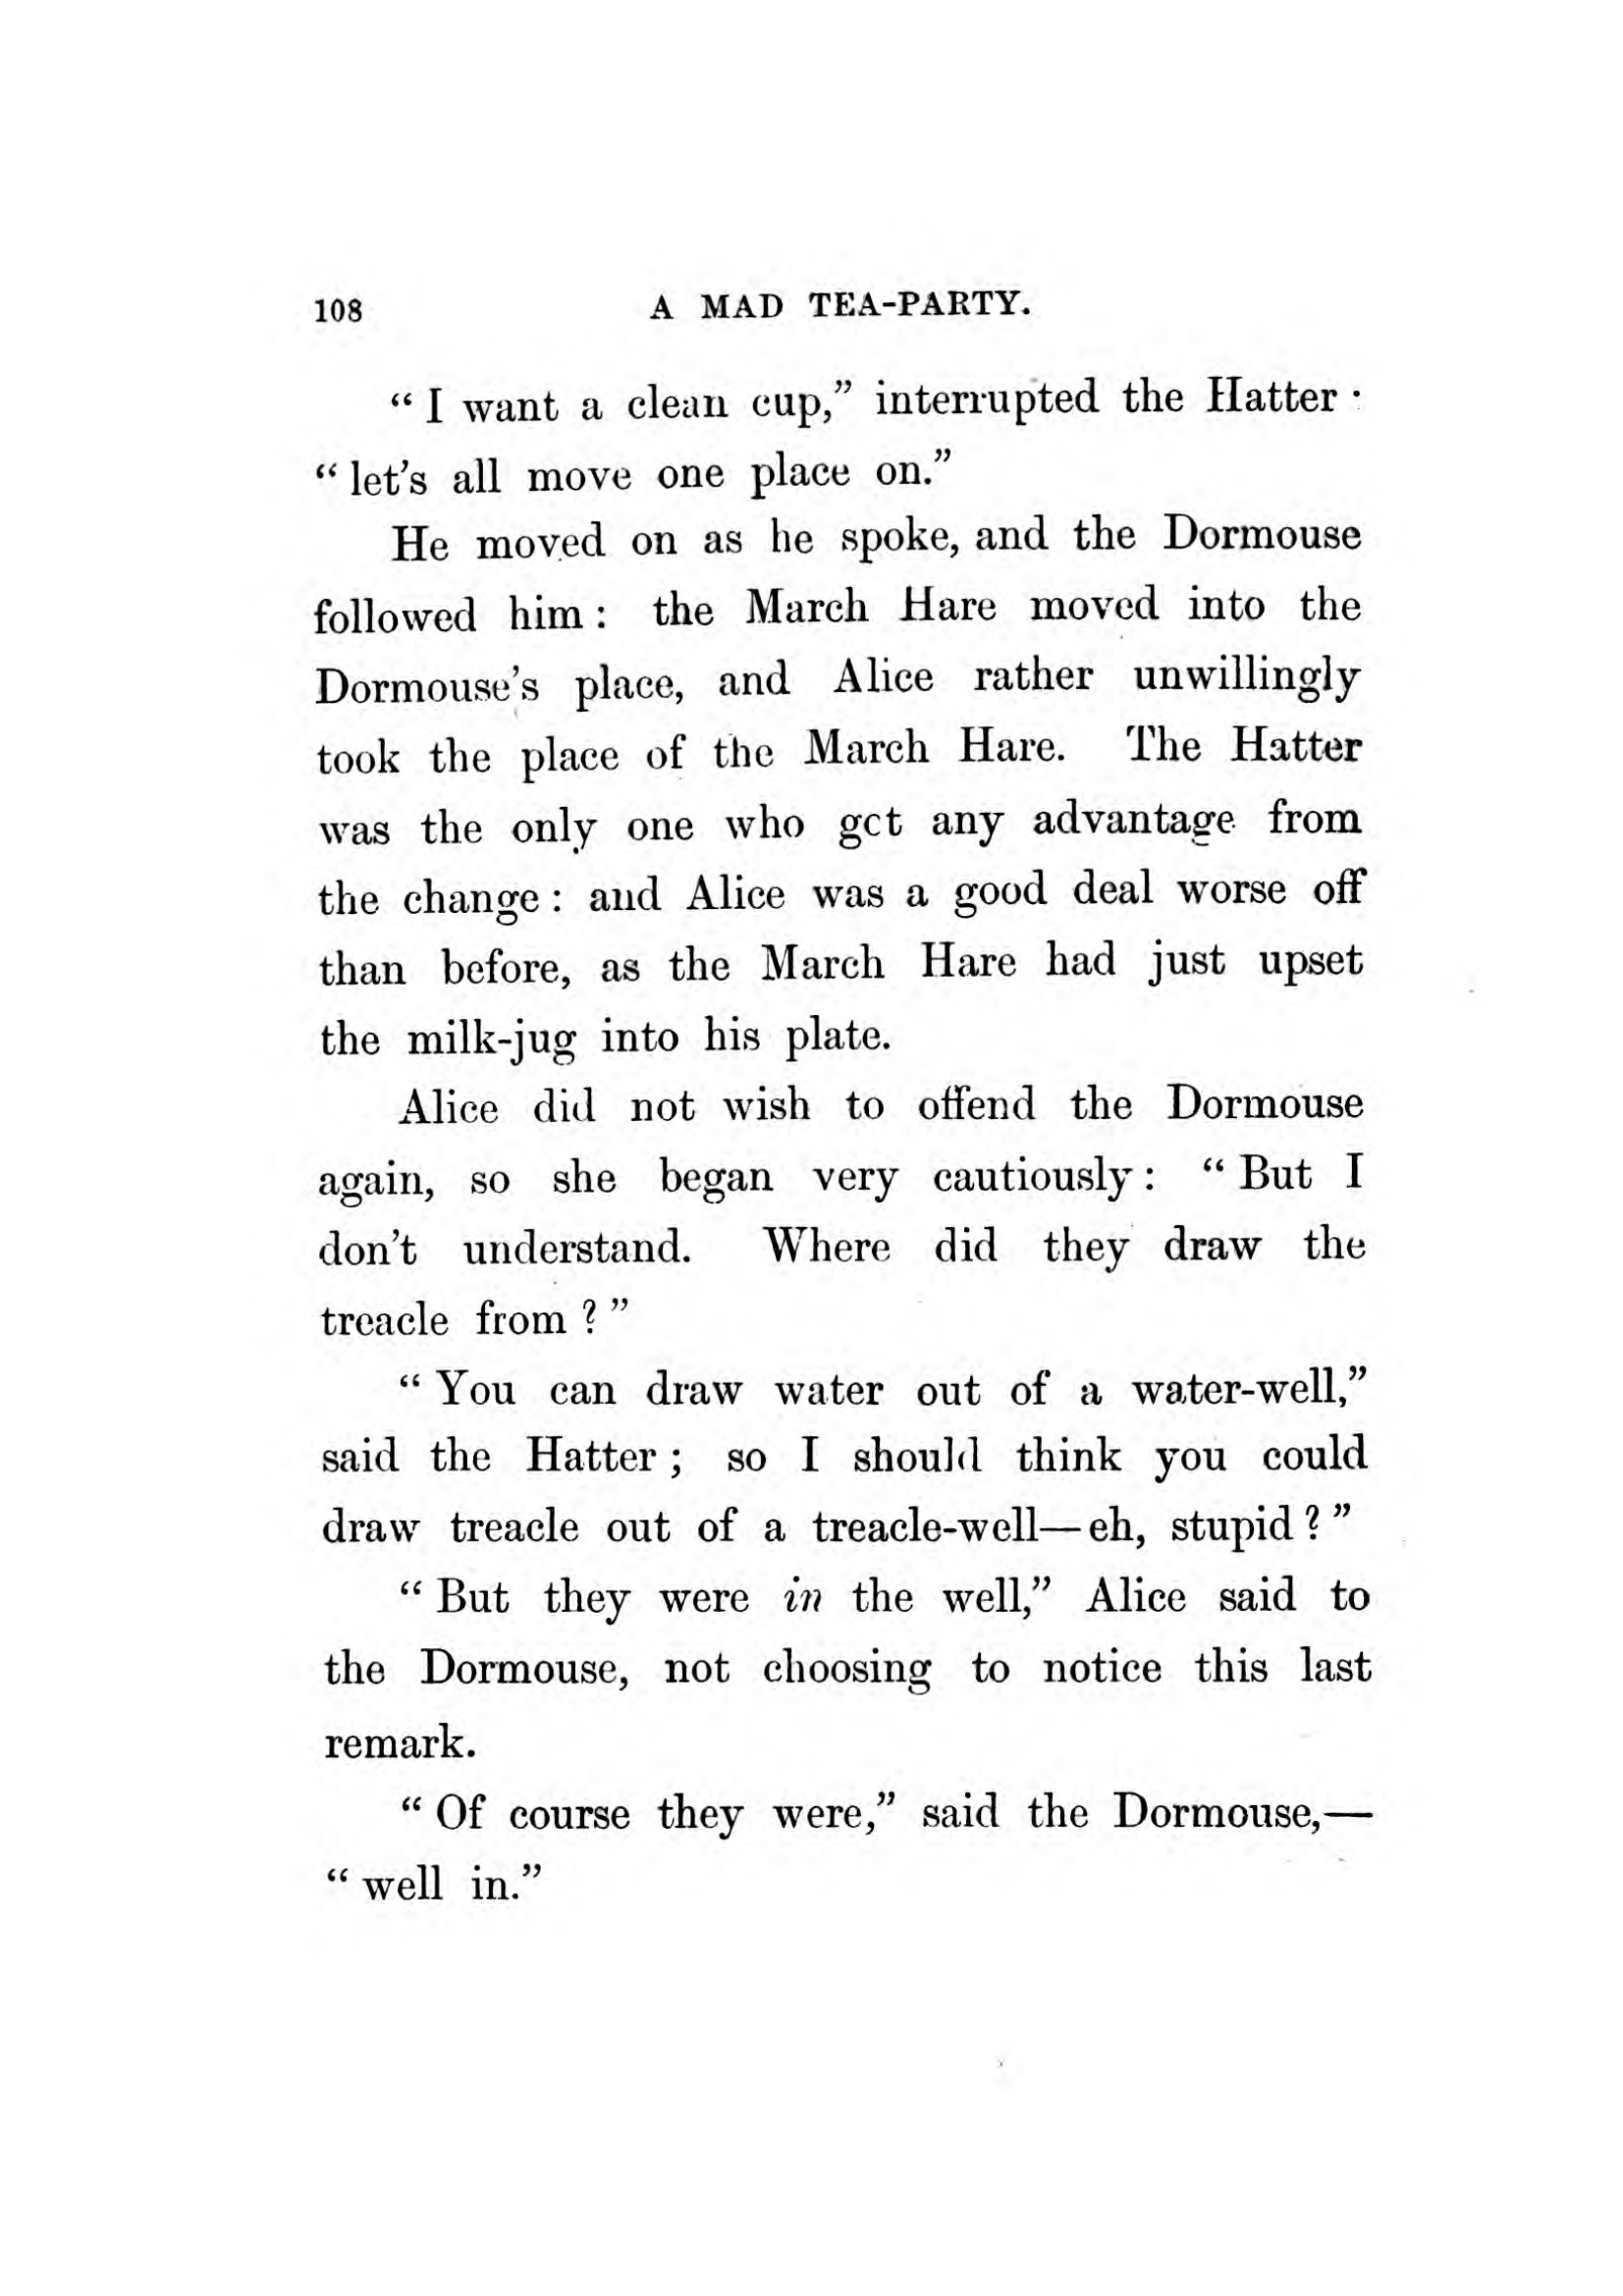 108 A MAD TEA-PARTY.
“I want a clean cup,” interrupted the Hatter:
“let's all move one place on.”
He moved on as he spoke, and the Dormouse
followed him: the March Hare moved into the
Dormouse's place, and Alice rather unwillingly
took the place of the March Hare. The Hatter
was the only one who got any advantage from
the change: and Alice was a good deal worse off
than before, as the March Hare had just upset
the milk-jug into his plate.
Alice did not wish to offend the Dormouse
again, so she began very cautiously: “But I
don't understand. Where did they draw the
treacle from?”
“You can draw water out of a water-well,”
said the Hatter; so I should think you could
draw treacle out of a treacle-well—eh, stupid?”
“But they were in the well,” Alice said to
the Dormouse, not choosing to notice this last
remark.
“Of course they were,” said the Dormouse,—
“well in.”